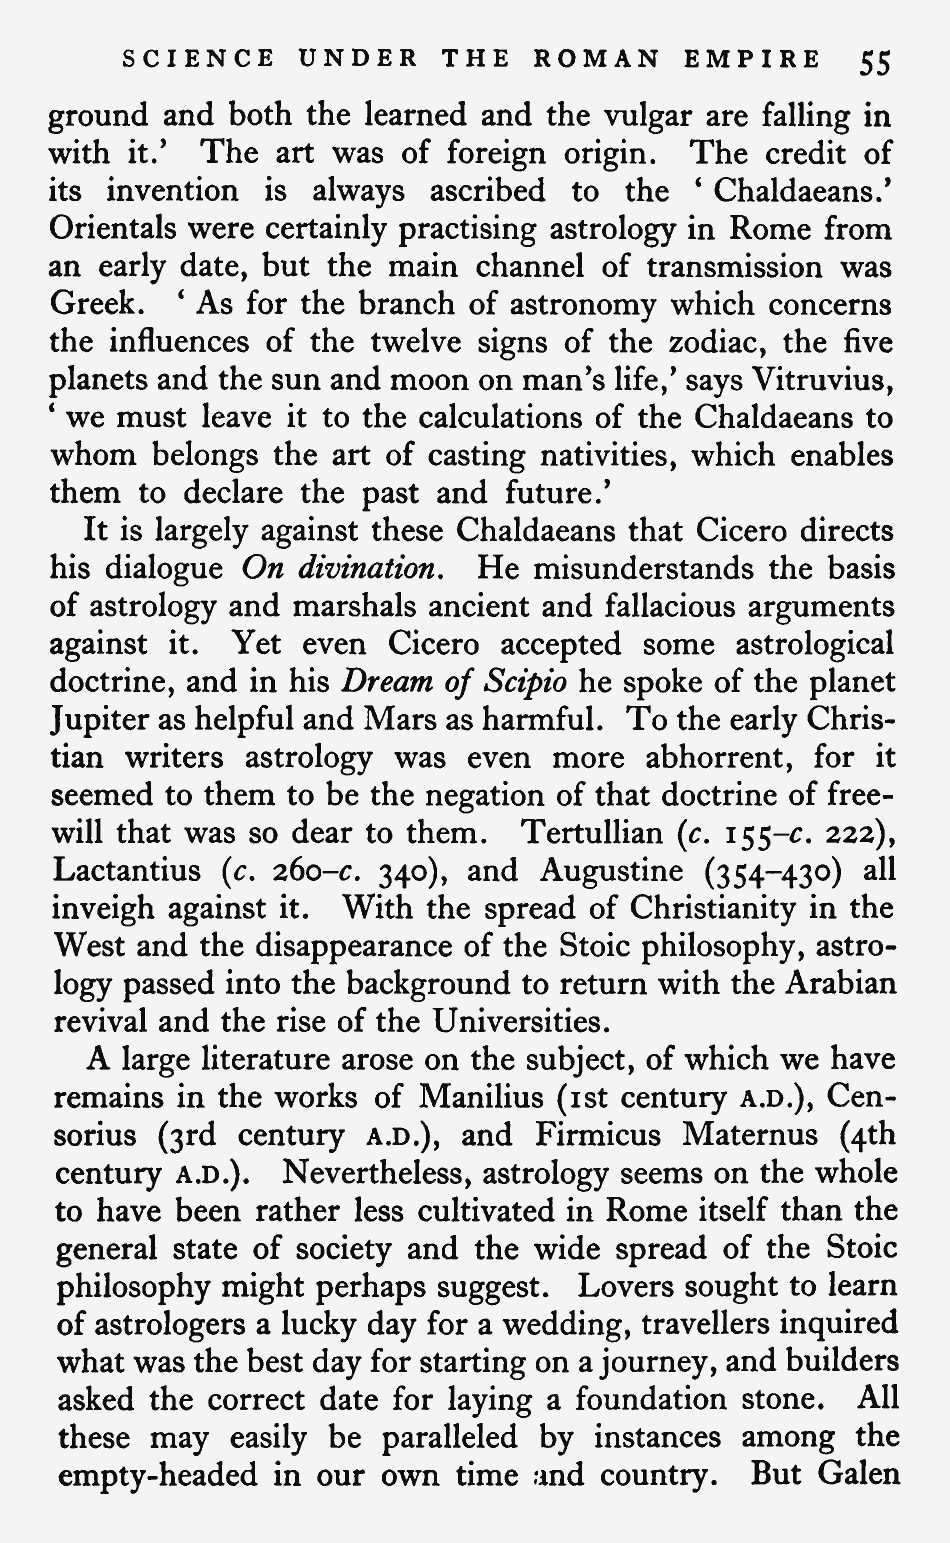 SCIENCE UNDER THE ROMAN EMPIRE 55
ground and both the learned and the vulgar are falling in
with it.’ The art was of foreign origin. The credit of
its invention is always ascribed to the ‘ Chaldaeans.’
Orientals were certainly practising astrology in Rome from
an early date, but the main channel of transmission was
Greek. ‘ As for the branch of astronomy which concerns
the influences of the twelve signs of the zodiac, the five
planets and the sun and moon on man’s life,’ says Vitruvius,
‘ we must leave it to the calculations of the Chaldaeans to
whom belongs the art of casting nativities, which enables
them to declare the past and future.’
It is largely against these Chaldaeans that Cicero directs
his dialogue On divination. He misunderstands the basis
of astrology and marshals ancient and fallacious arguments
against it. Yet even Cicero accepted some astrological
doctrine, and in his Dream of Scipio he spoke of the planet
Jupiter as helpful and Mars as harmful. To the early Chris-
tian writers astrology was even more abhorrent, for it
seemed to them to be the negation of that doctrine of free-
will that was so dear to them. Tertullian (c. 155–c. 222),
Lactantius (c. 260–c. 340), and Augustine (354–430) all
inveigh against it. With the spread of Christianity in the
West and the disappearance of the Stoic philosophy, astro-
logy passed into the background to return with the Arabian
revival and the rise of the Universities.
A large literature arose on the subject, of which we have
remains in the works of Manilius (1st century A.D.), Cen-
sorius (3rd century A.D.), and Firmicus Maternus (4th
century A.D.). Nevertheless, astrology seems on the whole
to have been rather less cultivated in Rome itself than the
general state of society and the wide spread of the Stoic
philosophy might perhaps suggest. Lovers sought to learn
of astrologers a lucky day for a wedding, travellers inquired
what was the best day for starting on a journey, and builders
asked the correct date for laying a foundation stone. All
these may easily be paralleled by instances among the
empty-headed in our own time and country. But Galen